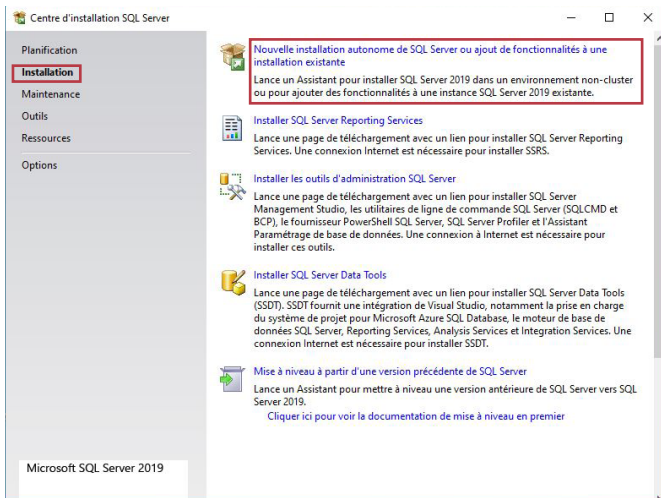 Centre d'installation SQL Server
Planification
Installation
Maintenance
Outils
Ressources
Options
Nouvelle installation autonome de SQL Server ou ajout de fonctionnalités à une
installation existante
Lance un Assistant pour installer SQL Server 2019 dans un environnement non-cluster
ou pour ajouter des fonctionnalités à une instance SQL Server 2019 existante.
Installer SQL Server Reporting Services
Lance une page de téléchargement avec un lien pour installer SQL Server Reporting
Services. Une connexion Internet est nécessaire pour installer SSRS.
Installer les outils d'administration SQL Server
Lance une page de téléchargement avec un lien pour installer SQL Server
Management Studio, les utilitaires de ligne de commande SQL Server (SQLCMD et
BCP), le fournisseur PowerShell SQL Server, SQL Server Profiler et l'Assistant
Paramétrage de base de données. Une connexion à Internet est nécessaire pour
installer ces outils.
Installer SQL Server Data Tools
Lance une page de téléchargement avec un lien pour installer SQL Server Data Tools
(SSDT). SSDT fournit une intégration de Visual Studio, notamment la prise en charge
du système de projet pour Microsoft Azure SQL Database, le moteur de base de
données SQL Server, Reporting Services, Analysis Services et Integration Services. Une
connexion Internet est nécessaire pour installer SSDT.
Mise à niveau à partir d'une version précédente de SQL Server
Lance un Assistant pour mettre à niveau une version antérieure de SQL Server vers SQL
Server 2019.
Cliquer ici pour voir la documentation de mise à niveau en premier
Microsoft SQL Server 2019